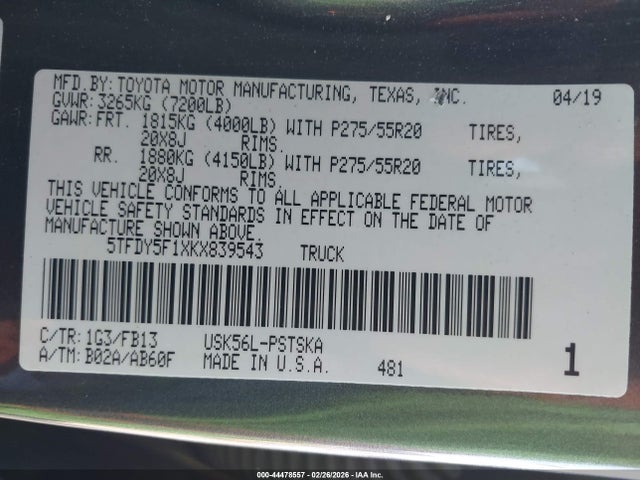 MFD.BY: TOYOTA MOTOR MANUFACTURING, TEXAS, INC. 04/19
GVWR: 3265KG (7200LB)
GAWR: FRT. 1815KG (4000LB) WITH P275/55R20 TIRES,
20X8J RIMS.
RR. 1880KG (4150LB) WITH P275/55R20 TIRES,
20X8J RIMS.
THIS VEHICLE CONFORMS TO ALL APPLICABLE FEDERAL MOTOR
VEHICLE SAFETY STANDARDS IN EFFECT ON THE DATE OF
MANUFACTURE SHOWN ABOVE.
5TFDY5F1XKX839543 TRUCK
C/TR: 1G3/FB13 USK56L-PSTSKA
A/TM: B02A/AB60F MADE IN U.S.A. 481 1
000-44478557 - 02/26/2026 - IAA Inc.